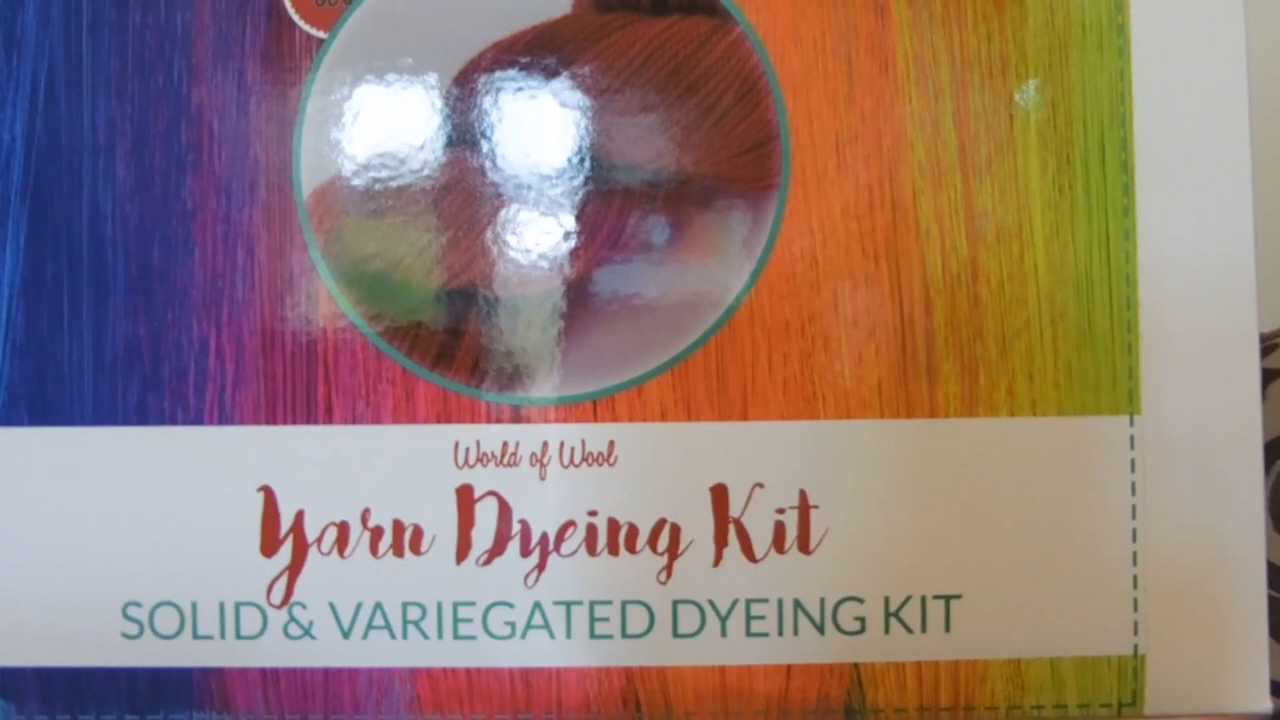 World of Wool
Yarn Dyeing Kit
SOLID & VARIEGATED DYEING KIT